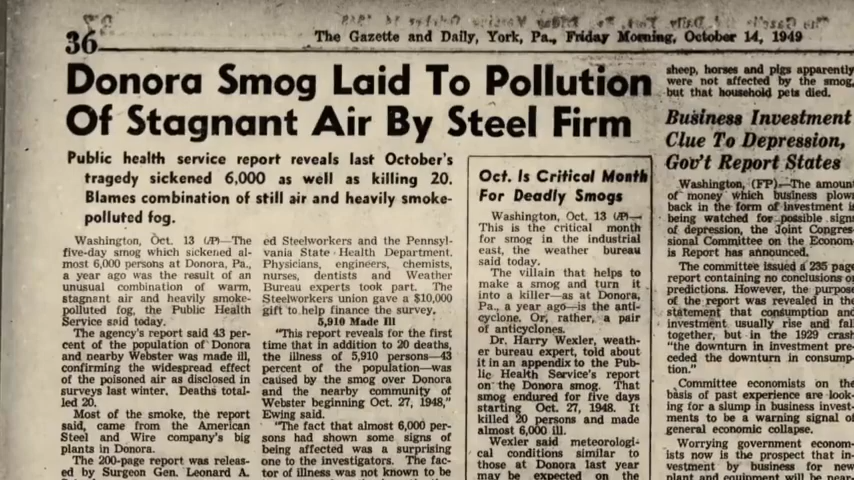 36
The Gazette and Daily, York, Pa., Friday Morning, October 14, 1949
Donora Smog Laid To Pollution
Of Stagnant Air By Steel Firm
Public health service report reveals last October's
tragedy sickened 6,000 as well as killing 20.
Blames combination of still air and heavily smoke-
polluted fog.
Washington, Oct. 13 (AP)—The
five-day smog which sickened al-
most 6,000 persons at Donora, Pa.,
a year ago was the result of an
unusual combination of warm,
stagnant air and heavily smoke-
polluted fog, the Public Health
Service said today.
The agency's report said 43 per-
cent of the population of Donora
and nearby Webster was made ill,
confirming the widespread effect
of the poisoned air as disclosed in
surveys last winter. Deaths total-
led 20.
Most of the smoke, the report
said, came from the American
Steel and Wire company's big
plants in Donora.
The 200-page report was releas-
ed by Surgeon Gen. Leonard A.
ed Steelworkers and the Pennsyl-
vania State Health Department.
Physicians, engineers, chemists,
nurses, dentists and Weather
Bureau experts took part. The
Steelworkers union gave a $10,000
gift to help finance the survey.
5,910 Made Ill
"This report reveals for the first
time that in addition to 20 deaths,
the illness of 5,910 persons—43
percent of the population—was
caused by the smog over Donora
and the nearby community of
Webster beginning Oct. 27, 1948,"
Ewing said.
"The fact that almost 6,000 per-
sons had shown some signs of
being affected was a surprising
one to the investigators. The fac-
tor of illness was not known to be
Oct. Is Critical Month
For Deadly Smogs
Washington, Oct. 13 (AP)—
This is the critical month
for smog in the industrial
east, the weather bureau
said today.
The villain that helps to
make a smog and turn it
into a killer—as at Donora,
Pa., a year ago—is the anti-
cyclone. Or, rather, a pair
of anticyclones.
Dr. Harry Wexler, weath-
er bureau expert, told about
it in an appendix to the Pub-
lic Health Service's report
on the Donora smog. That
smog endured for five days
starting Oct. 27, 1948. It
killed 20 persons and made
almost 6,000 ill.
Wexler said meteorologi-
cal conditions similar to
those at Donora last year
may be expected on the
sheep, horses and pigs apparently
were not affected by the smog,
but that household pets died.
Business Investment
Clue To Depression,
Gov't Report States
Washington, (FP)—The amount
of money which business plows
back in the form of investment is
being watched for possible signs
of depression, the Joint Congres-
sional Committee on the Econom-
ic Report has announced.
The committee issued a 235 page
report containing no conclusions or
predictions. However, the purpose
of the report was revealed in the
statement that consumption and
investment usually rise and fall
together, but in the 1929 crash
"the downturn in investment pre-
ceded the downturn in consump-
tion."
Committee economists on the
basis of past experience are look-
ing for a slump in business invest-
ments to be a warning signal of
general economic collapse.
Worrying government econom-
ists now is the prospect that in-
vestment by business for new
plant and equipment will be near-